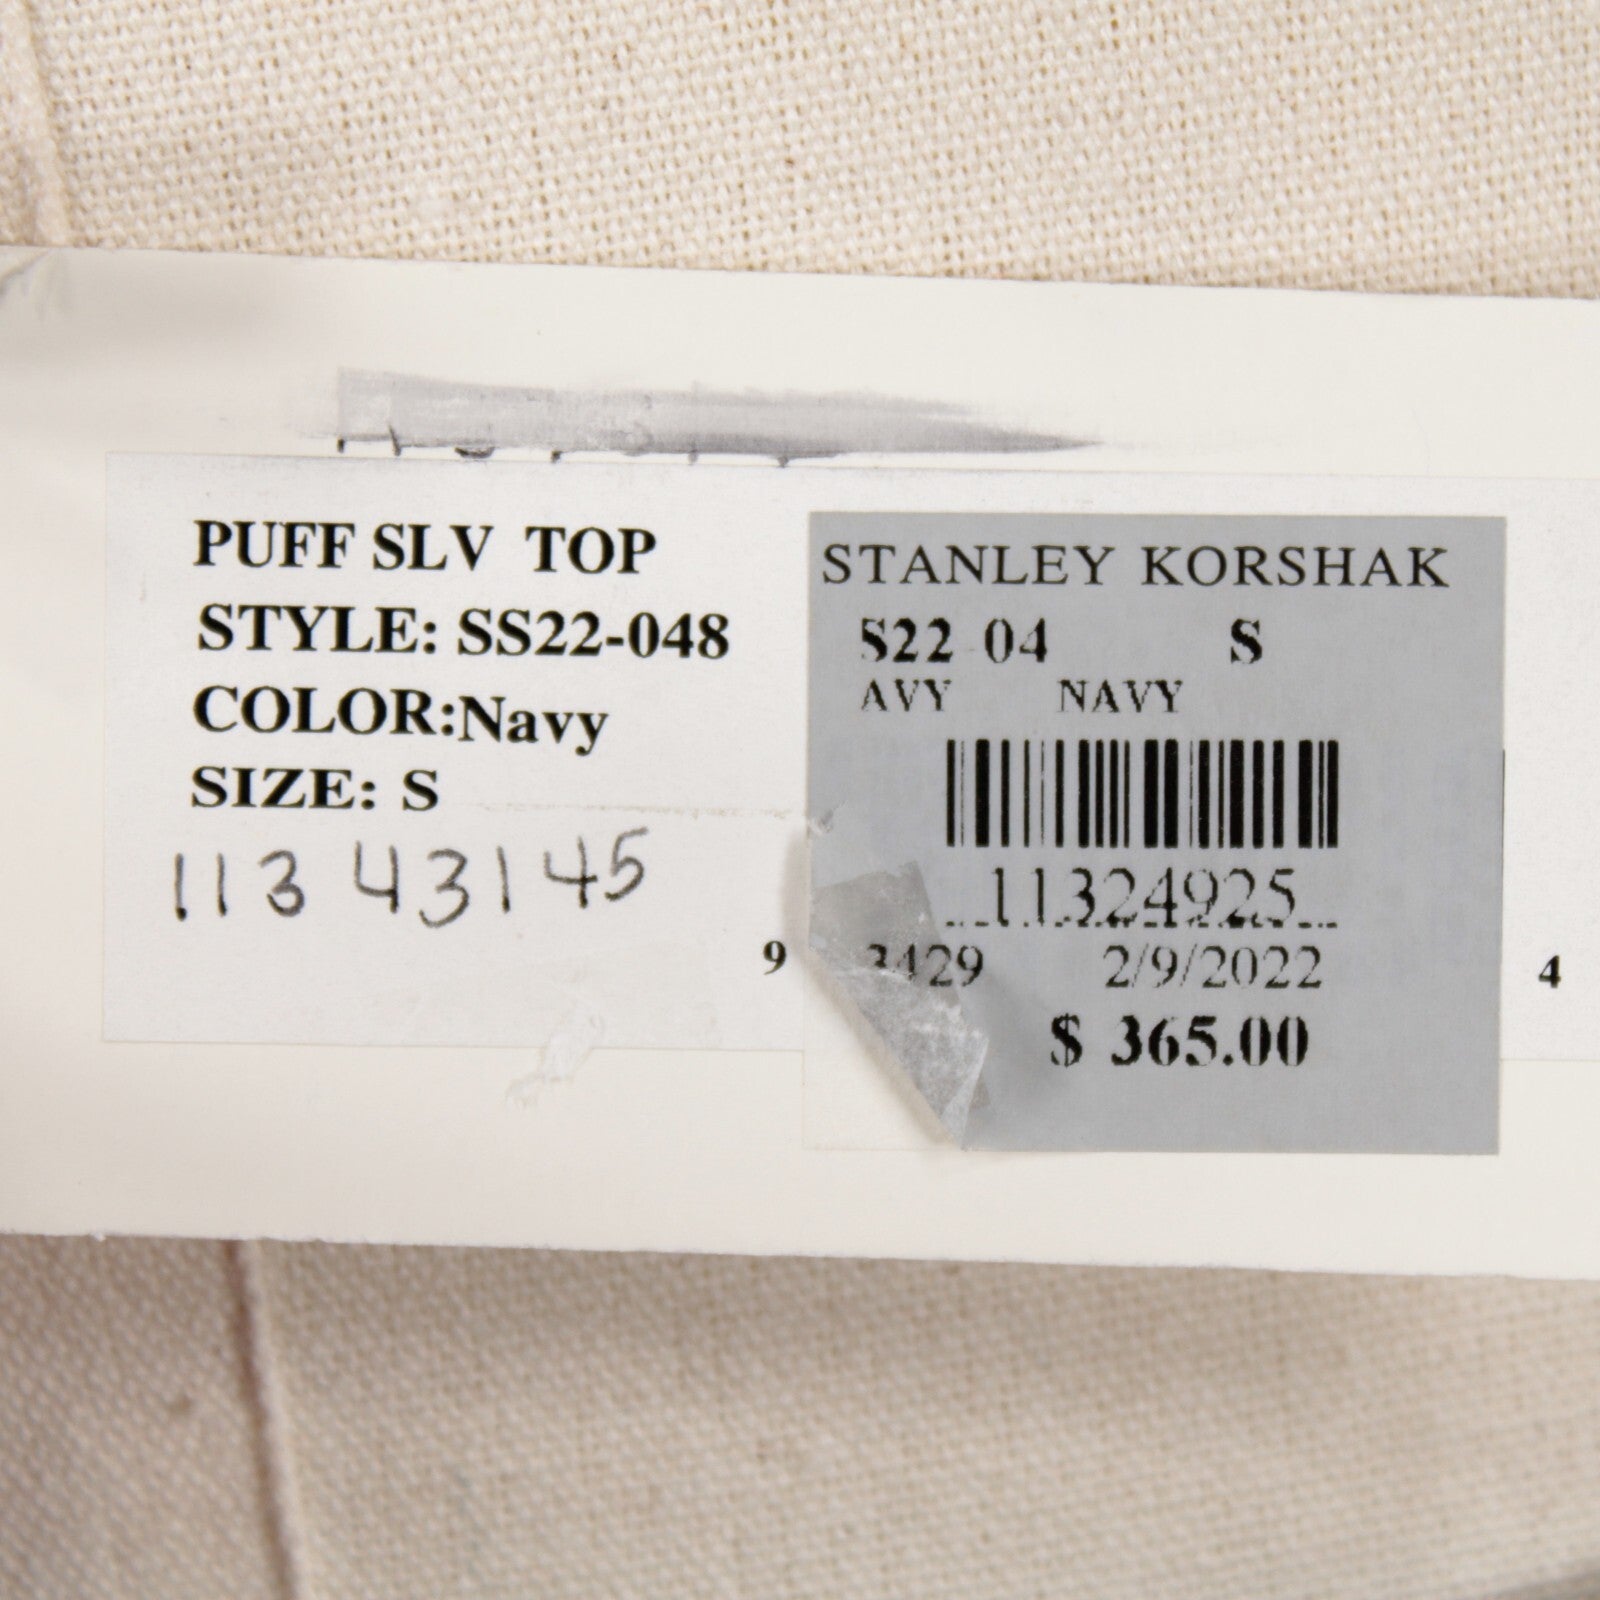 PUFF SLV TOP
STYLE: SS22-048
COLOR:Navy
SIZE: S
113 43145
9
STANLEY KORSHAK
S22 04 S
AVY NAVY
11324925
3429 2/9/2022
$ 365.00
4